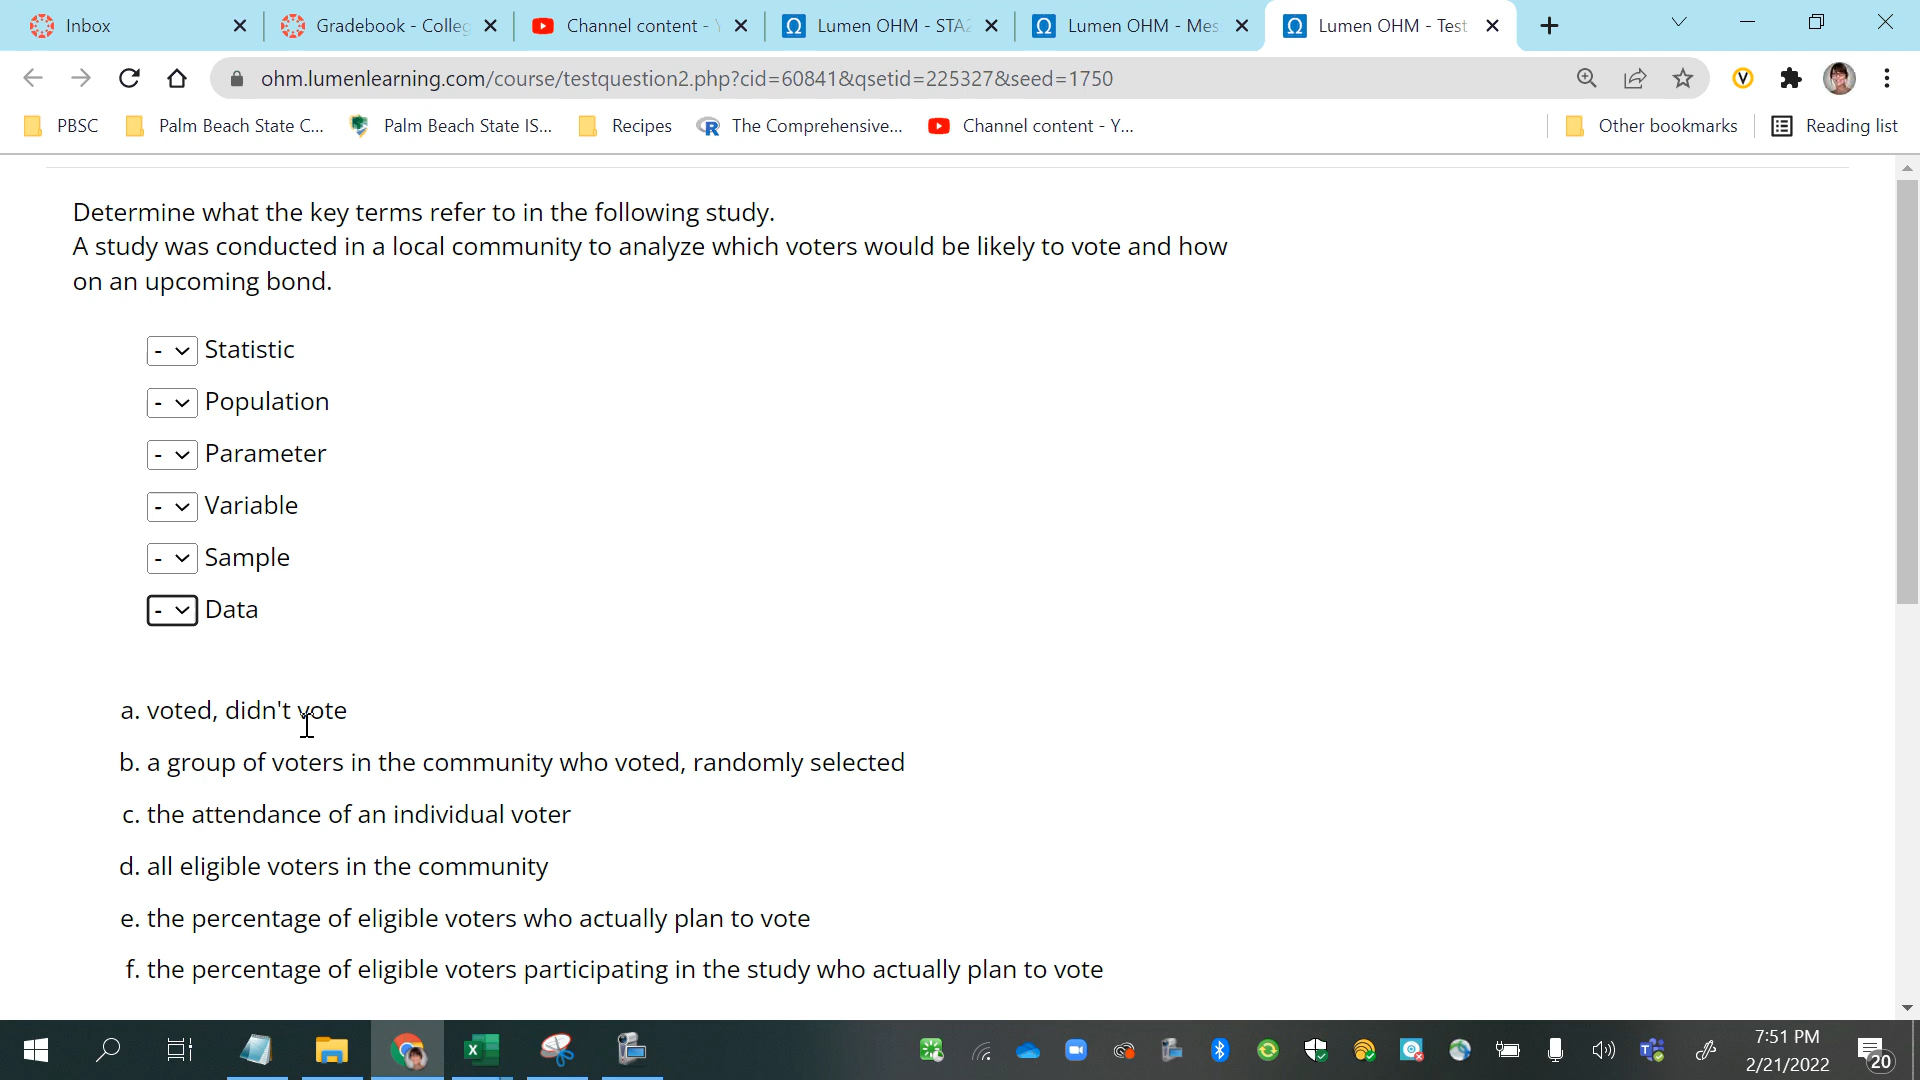 Inbox
Gradebook - Colleg
Channel content - Y
Lumen OHM - STA2
Lumen OHM - Mes
Lumen OHM - Test
ohm.lumenlearning.com/course/testquestion2.php?cid=60841&qsetid=225327&seed=1750
PBSC
Palm Beach State C...
Palm Beach State IS...
Recipes
The Comprehensive...
Channel content - Y...
Other bookmarks
Reading list
Determine what the key terms refer to in the following study.
A study was conducted in a local community to analyze which voters would be likely to vote and how
on an upcoming bond.
- Statistic
- Population
- Parameter
- Variable
- Sample
- Data
a. voted, didn't vote
b. a group of voters in the community who voted, randomly selected
c. the attendance of an individual voter
d. all eligible voters in the community
e. the percentage of eligible voters who actually plan to vote
f. the percentage of eligible voters participating in the study who actually plan to vote
7:51 PM
2/21/2022
20